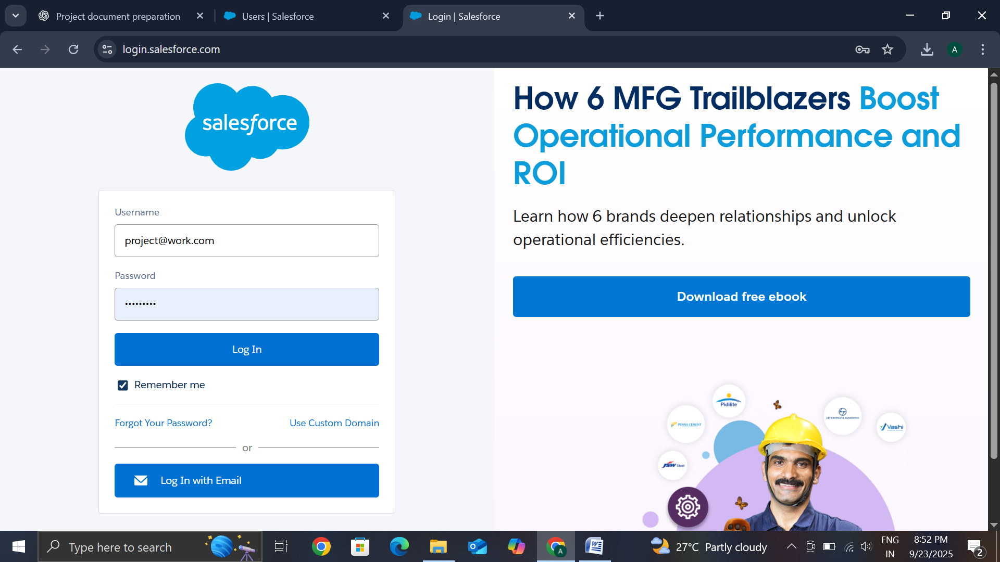 Project document preparation
Users | Salesforce
Login | Salesforce
login.salesforce.com
A
salesforce
Username
project@work.com
Password
•••••••••
Log In
Remember me
Forgot Your Password?
Use Custom Domain
or
Log In with Email
How 6 MFG Trailblazers Boost
Operational Performance and
ROI
Learn how 6 brands deepen relationships and unlock
operational efficiencies.
Download free ebook
Pidilite
PENNA CEMENT
L&T Electrical & Automation
Vashi
JSW Steel
Type here to search
27°C Partly cloudy
ENG
IN
8:52 PM
9/23/2025
2